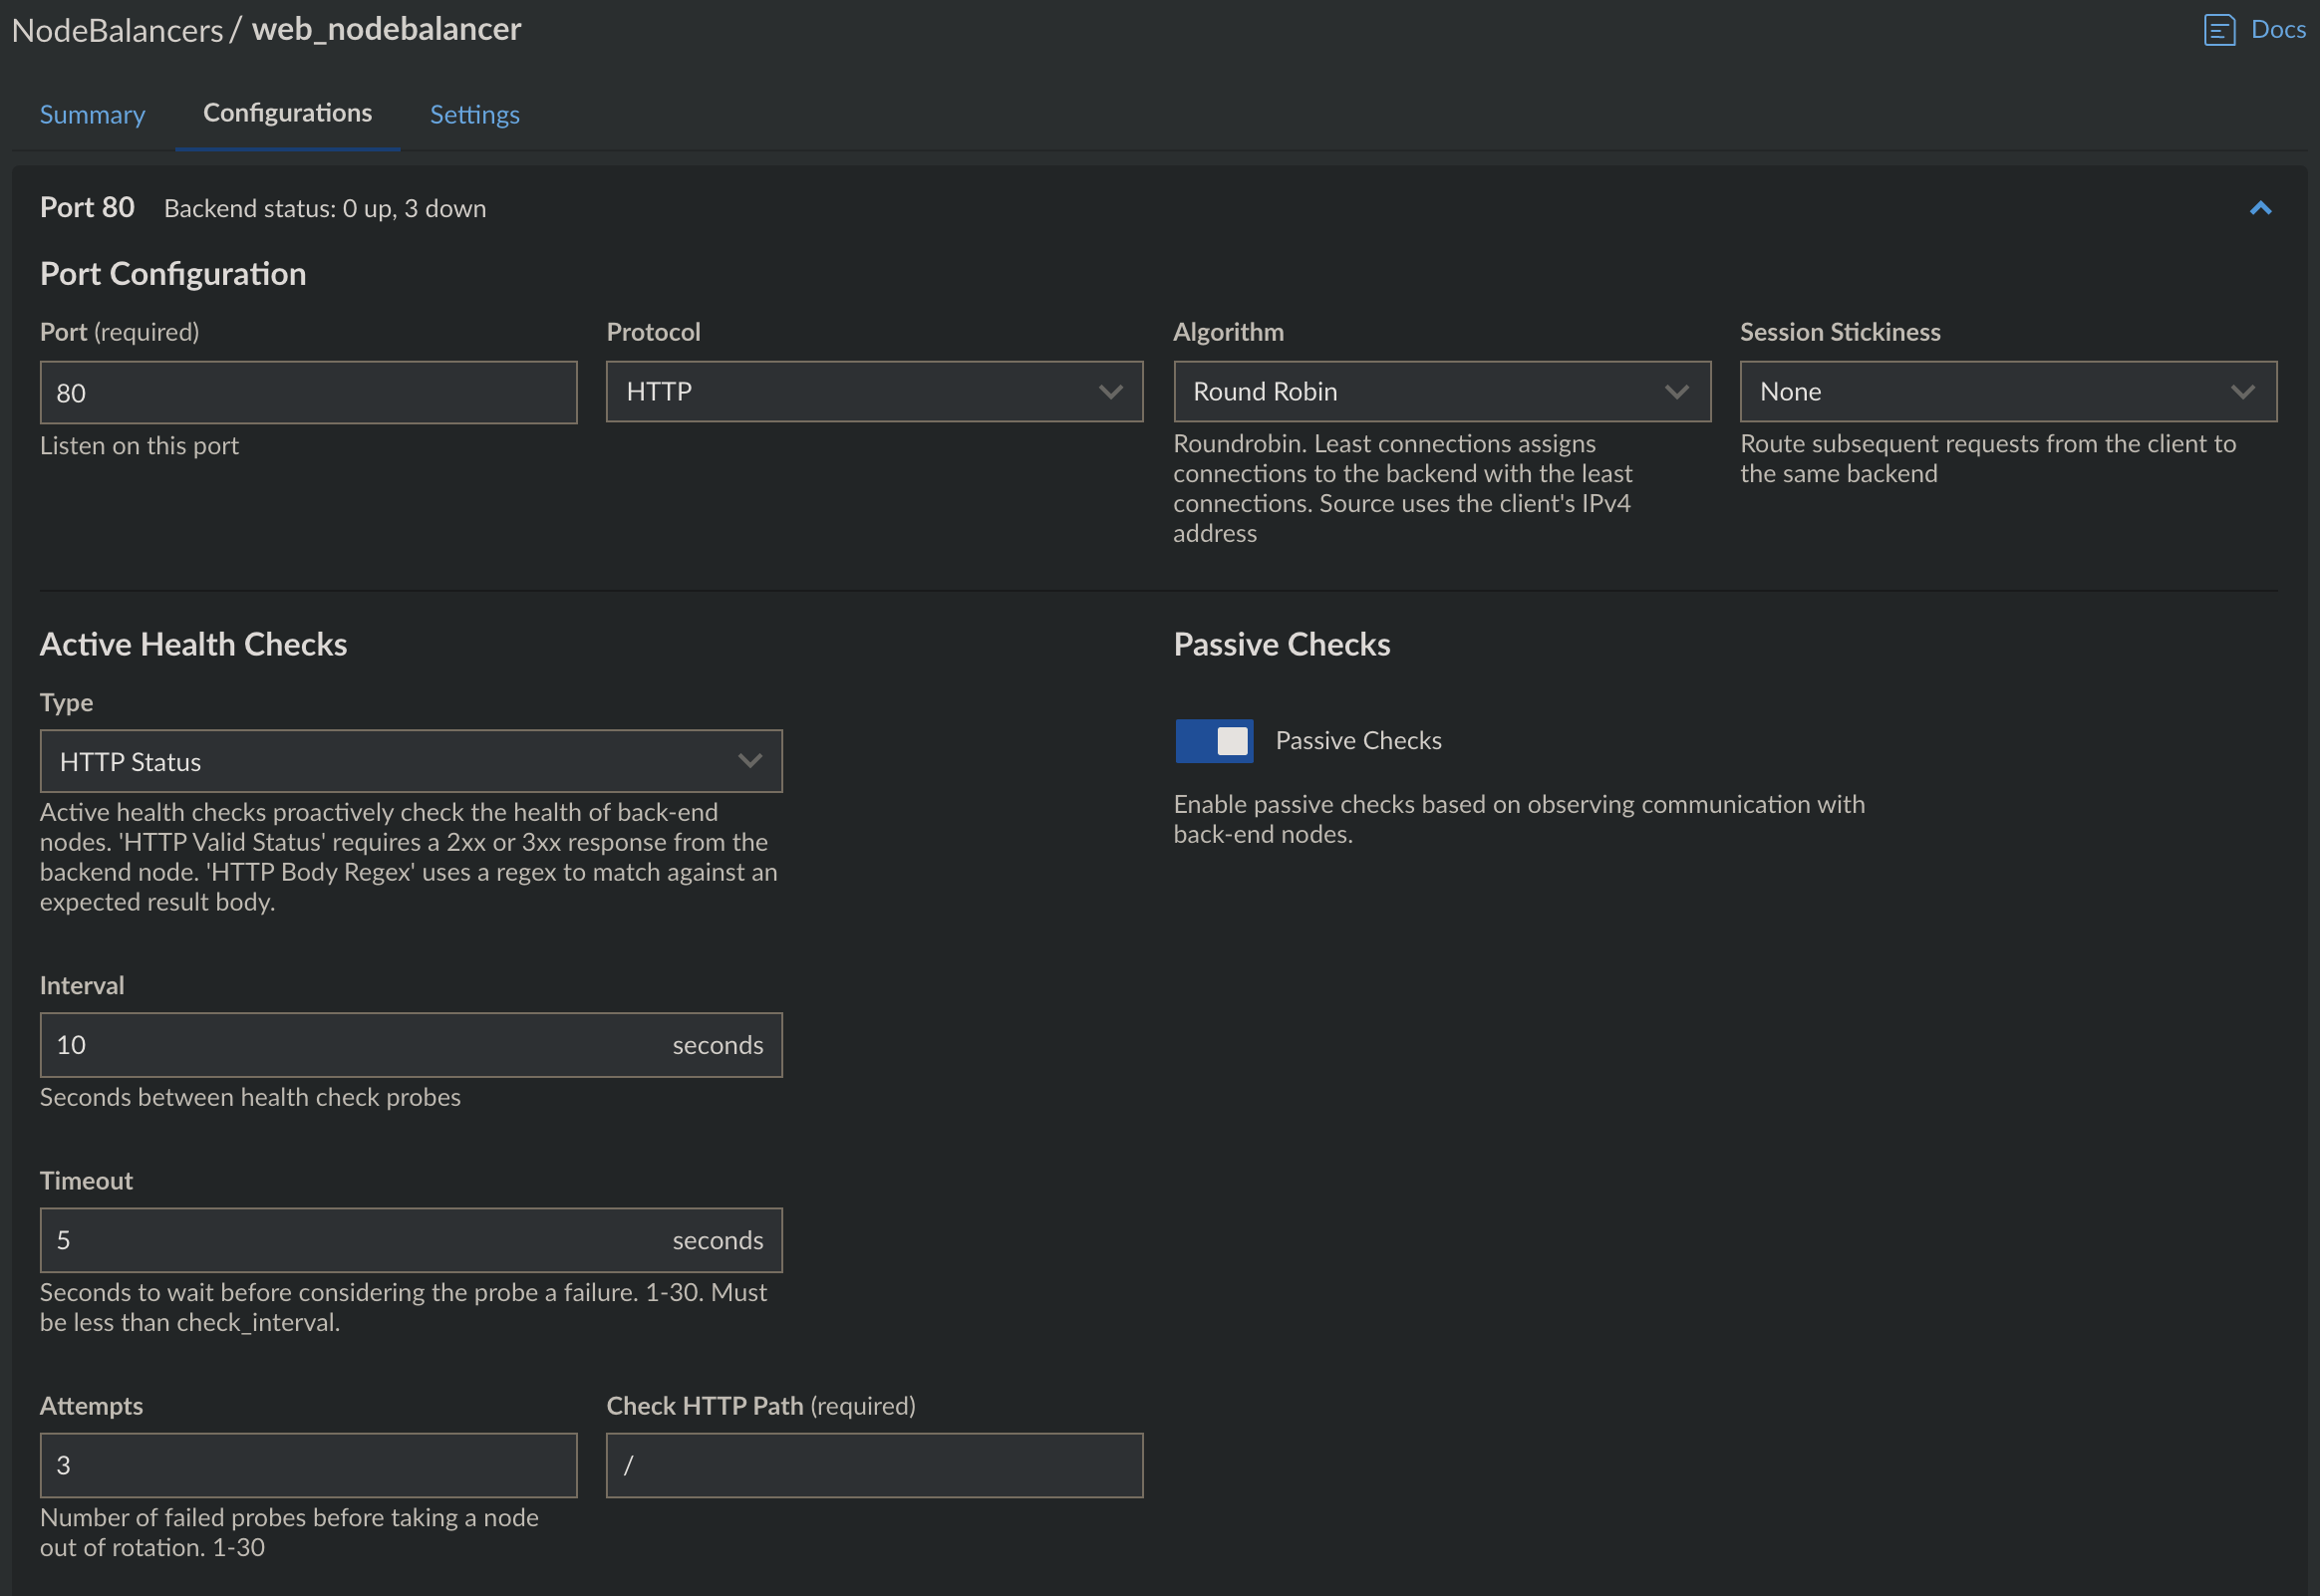 NodeBalancers / web_nodebalancer
Docs
Summary
Configurations
Settings
Port 80
Backend status: 0 up, 3 down
Port Configuration
Port (required)
80
Listen on this port
Protocol
HTTP
Algorithm
Round Robin
Roundrobin. Least connections assigns
connections to the backend with the least
connections. Source uses the client's IPv4
address
Session Stickiness
None
Route subsequent requests from the client to
the same backend
Active Health Checks
Type
HTTP Status
Active health checks proactively check the health of back-end
nodes. 'HTTP Valid Status' requires a 2xx or 3xx response from the
backend node. 'HTTP Body Regex' uses a regex to match against an
expected result body.
Interval
10 seconds
Seconds between health check probes
Timeout
5 seconds
Seconds to wait before considering the probe a failure. 1-30. Must
be less than check_interval.
Attempts
3
Number of failed probes before taking a node
out of rotation. 1-30
Check HTTP Path (required)
/
Passive Checks
Passive Checks
Enable passive checks based on observing communication with
back-end nodes.